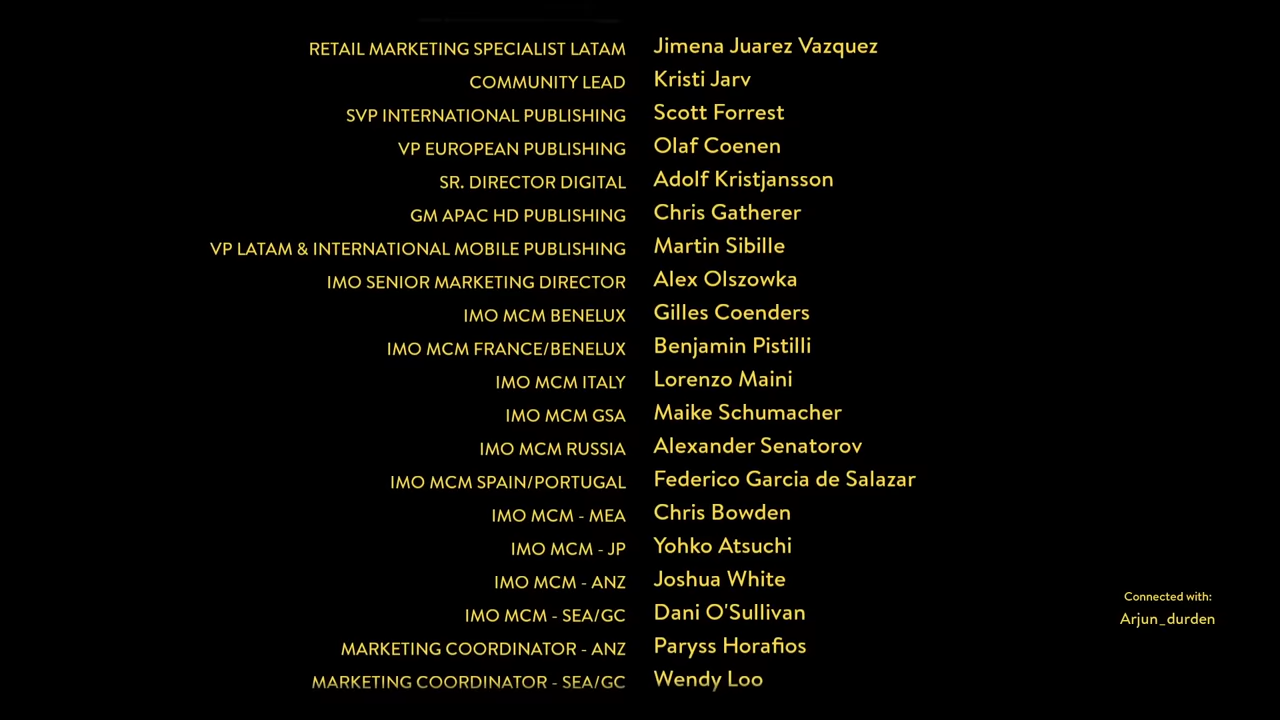 RETAIL MARKETING SPECIALIST LATAM Jimena Juarez Vazquez
COMMUNITY LEAD Kristi Jarv
SVP INTERNATIONAL PUBLISHING Scott Forrest
VP EUROPEAN PUBLISHING Olaf Coenen
SR. DIRECTOR DIGITAL Adolf Kristjansson
GM APAC HD PUBLISHING Chris Gatherer
VP LATAM & INTERNATIONAL MOBILE PUBLISHING Martin Sibille
IMO SENIOR MARKETING DIRECTOR Alex Olszowka
IMO MCM BENELUX Gilles Coenders
IMO MCM FRANCE/BENELUX Benjamin Pistilli
IMO MCM ITALY Lorenzo Maini
IMO MCM GSA Maike Schumacher
IMO MCM RUSSIA Alexander Senatorov
IMO MCM SPAIN/PORTUGAL Federico Garcia de Salazar
IMO MCM - MEA Chris Bowden
IMO MCM - JP Yohko Atsuchi
IMO MCM - ANZ Joshua White
IMO MCM - SEA/GC Dani O'Sullivan
MARKETING COORDINATOR - ANZ Paryss Horafios
MARKETING COORDINATOR - SEA/GC Wendy Loo
Connected with:
Arjun_durden